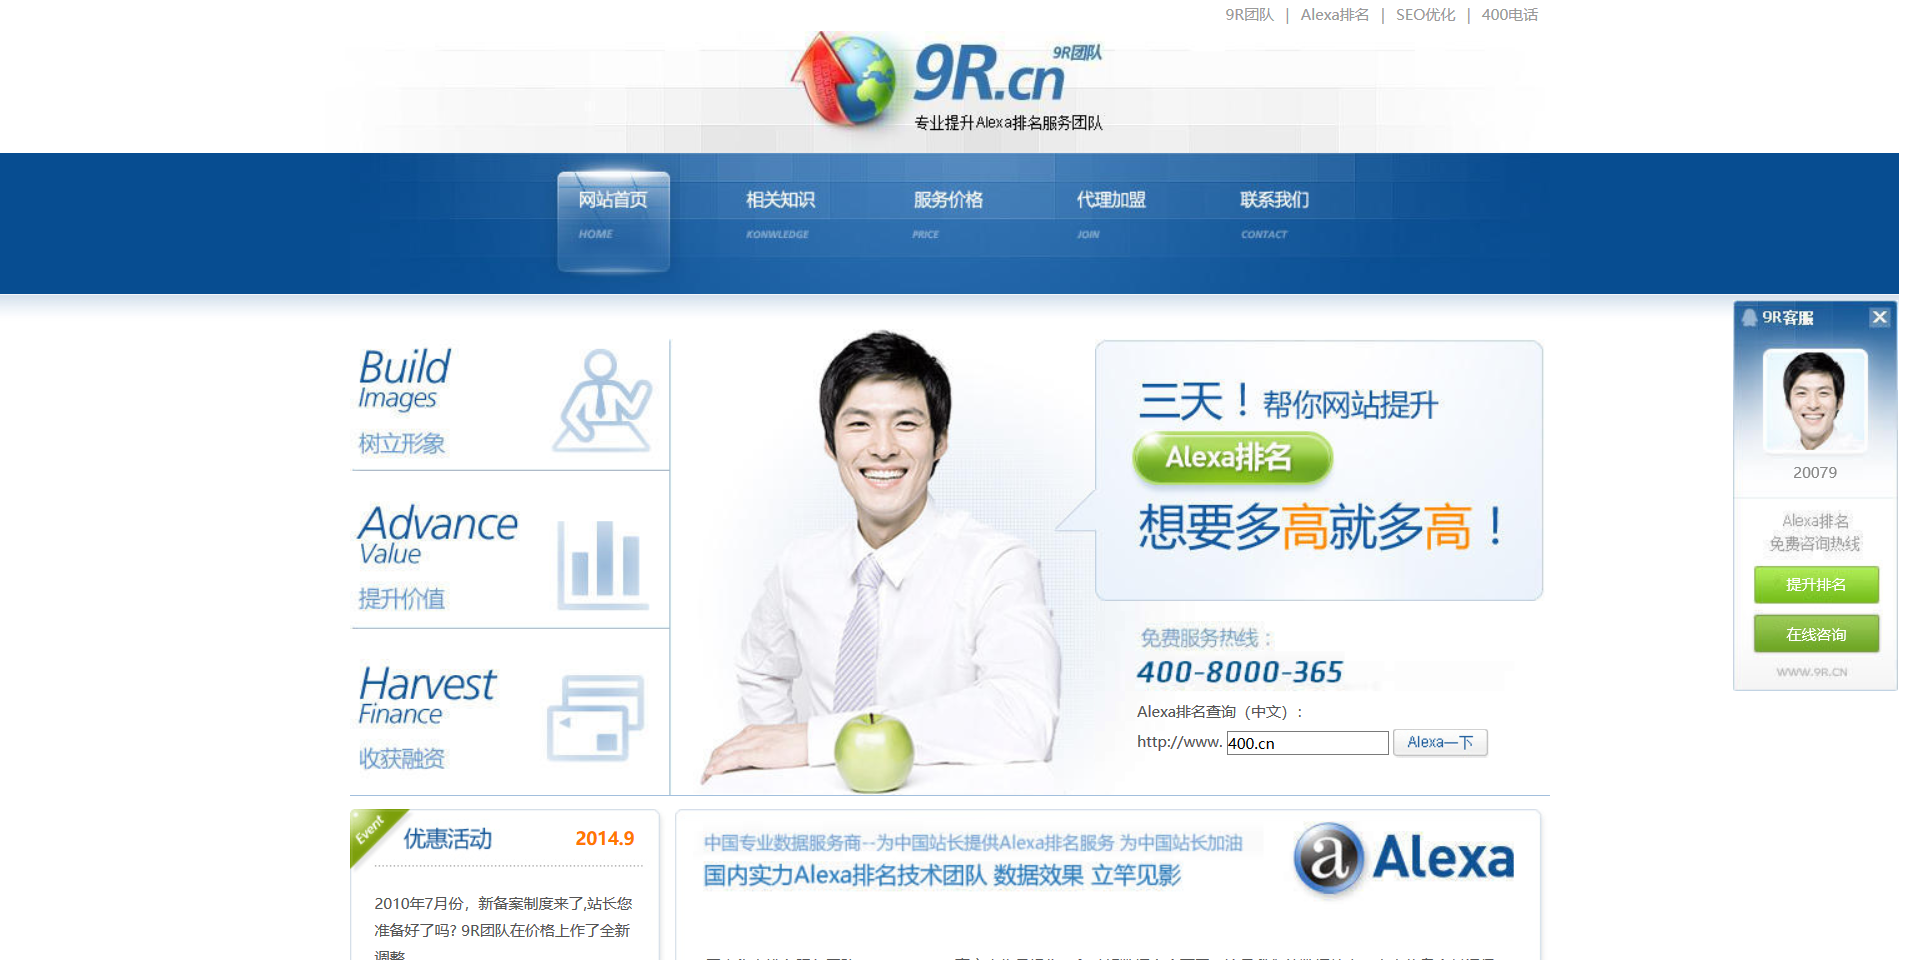 9R团队 | Alexa排名 | SEO优化 | 400电话
9R.cn 9R团队
专业提升Alexa排名服务团队
网站首页 相关知识 服务价格 代理加盟 联系我们
HOME KONWLEDGE PRICE JOIN CONTACT
Build
Images
树立形象
Advance
Value
提升价值
Harvest
Finance
收获融资
三天！帮你网站提升
Alexa排名
想要多高就多高！
免费服务热线：
400-8000-365
Alexa排名查询（中文）：
http://www. 400.cn Alexa一下
9R客服
20079
Alexa排名
免费咨询热线
提升排名
在线咨询
WWW.9R.CN
Event
优惠活动 2014.9
2010年7月份，新备案制度来了,站长您
准备好了吗? 9R团队在价格上作了全新
调整
中国专业数据服务商--为中国站长提供Alexa排名服务 为中国站长加油
国内实力Alexa排名技术团队 数据效果 立竿见影
a Alexa